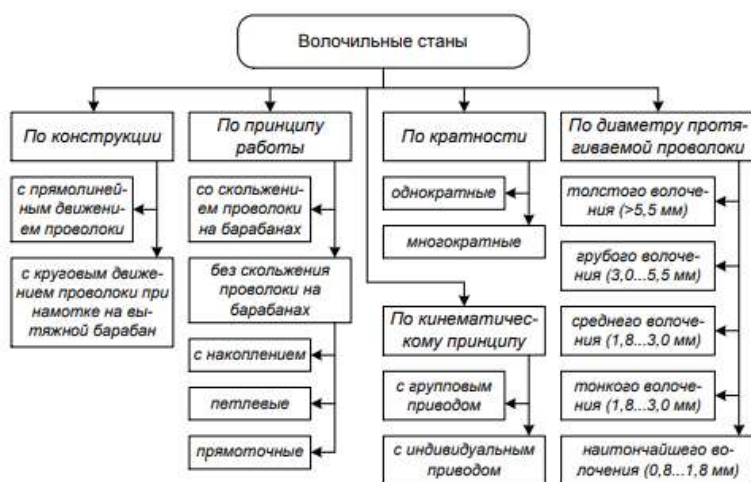 Волочильные станы
По конструкции
с прямолиней-
ным движени-
ем проволоки
с круговым движе-
нием проволоки при
намотке на вы-
тяжной барабан
По принципу
работы
со скольжени-
ем проволоки
на барабанах
без скольжения
проволоки на
барабанах
с накоплением
петлевые
прямоточные
По кратности
однократные
многократные
По кинематичес-
кому принципу
с групповым
приводом
с индивидуальным
приводом
По диаметру протя-
гиваемой проволоки
толстого волоче-
ния (>5,5 мм)
грубого волоче-
ния (3,0...5,5 мм)
среднего волоче-
ния (1,8...3,0 мм)
тонкого волоче-
ния (1,8...3,0 мм)
наитончайшего во-
лочения (0,8...1,8 мм)